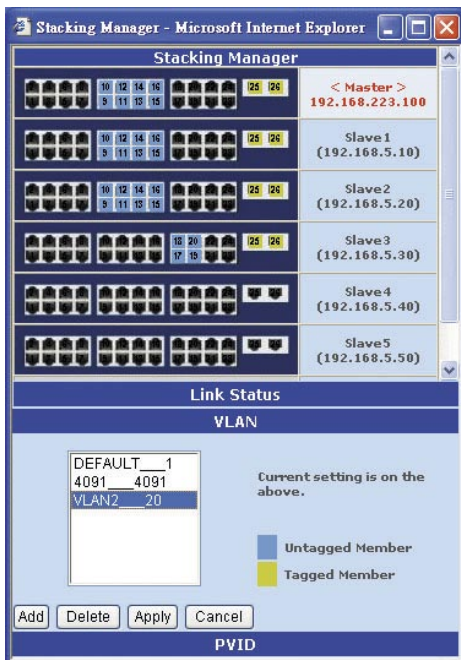 Stacking Manager - Microsoft Internet Explorer
Stacking Manager
10 12 14 16 25 26
9 11 13 15
< Master >
192.168.223.100
10 12 14 16 25 26
9 11 13 15
Slave1
(192.168.5.10)
10 12 14 16 25 26
9 11 13 15
Slave2
(192.168.5.20)
18 20 25 26
17 19
Slave3
(192.168.5.30)
Slave4
(192.168.5.40)
Slave5
(192.168.5.50)
Link Status
VLAN
DEFAULT___1
4091___4091
VLAN2___20
Current setting is on the
above.
Untagged Member
Tagged Member
Add Delete Apply Cancel
PVID